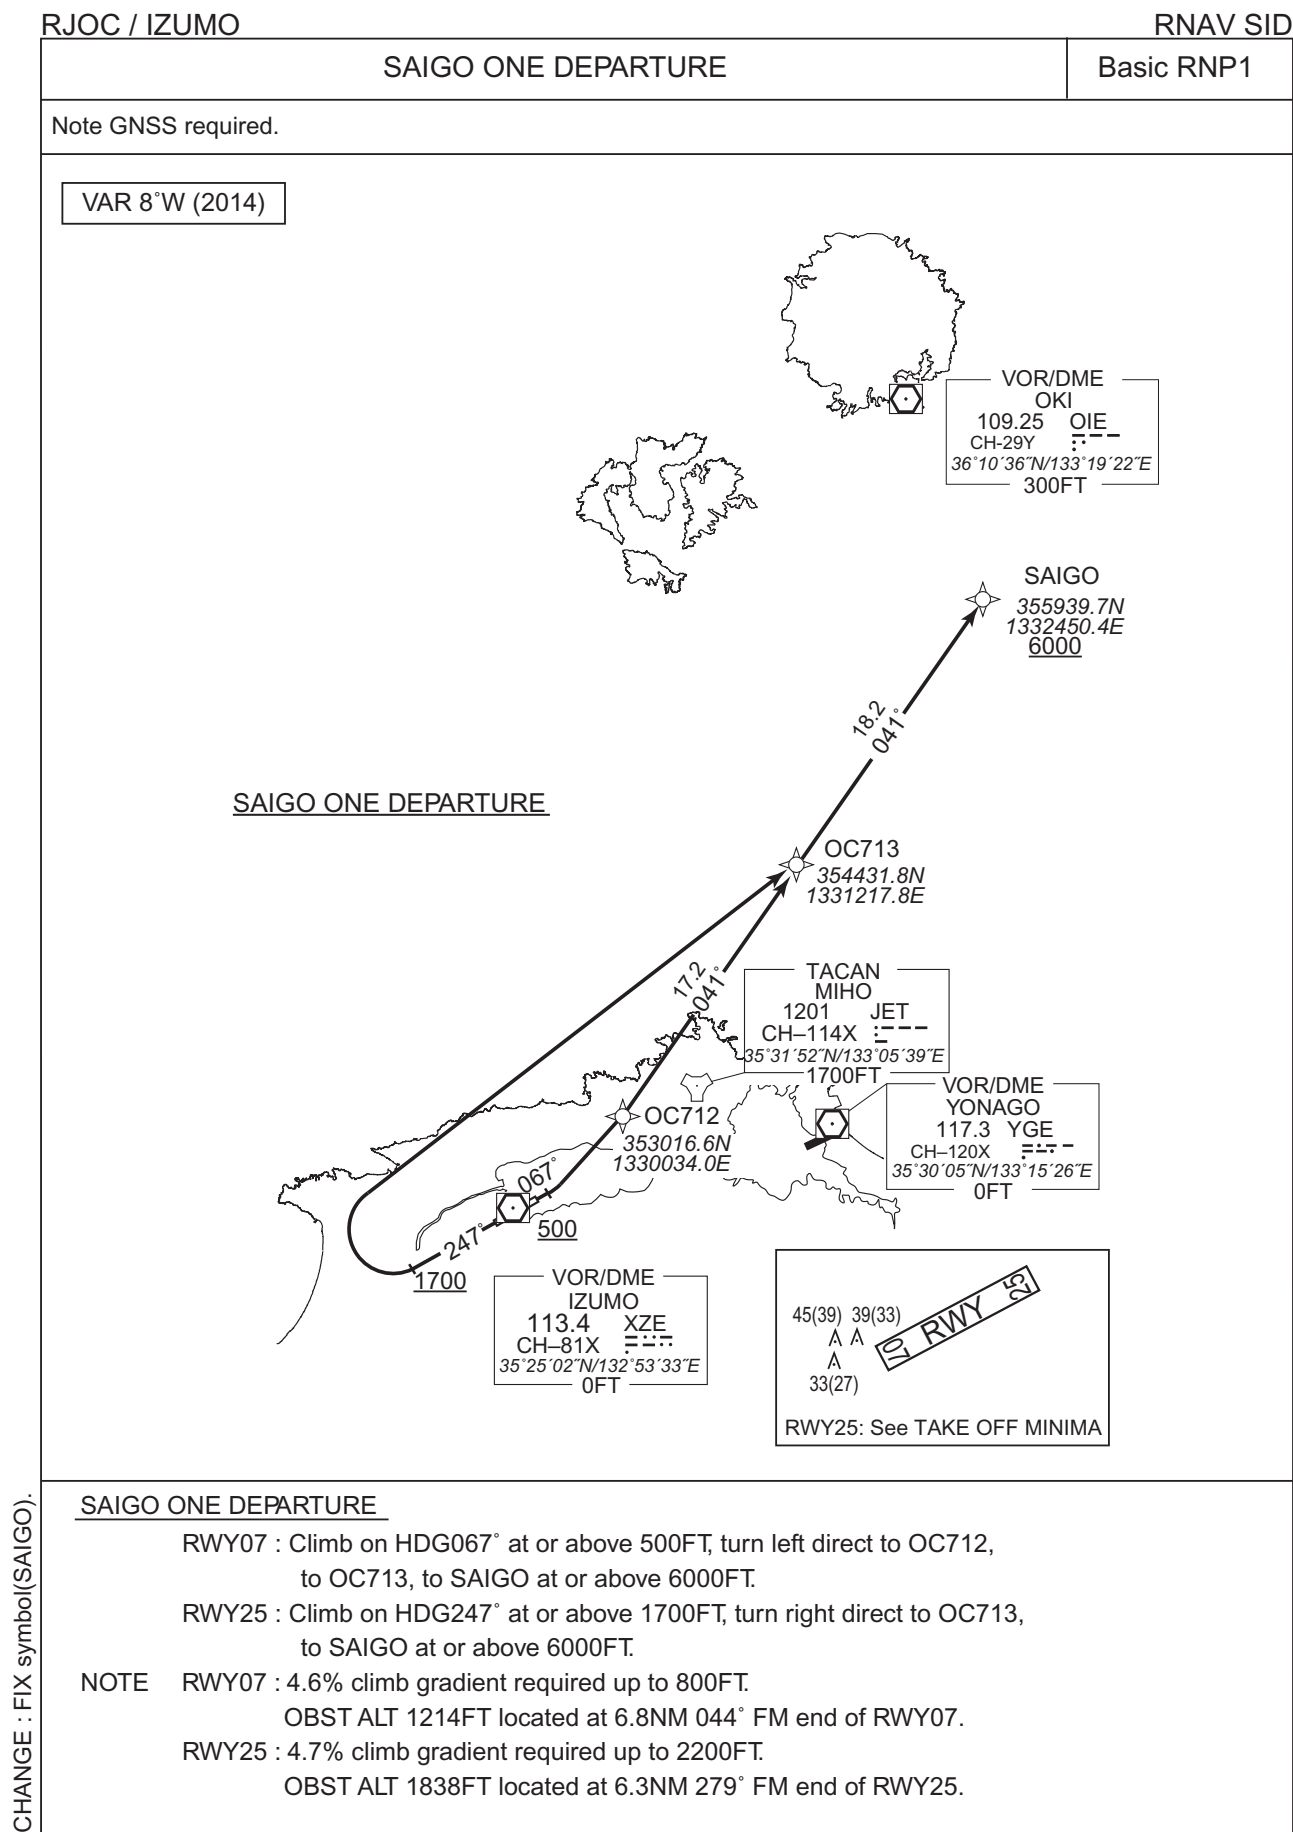 RJOC / IZUMO
RNAV SID
SAIGO ONE DEPARTURE
Basic RNP1
Note GNSS required.
VAR 8˚W (2014)
VOR/DME
OKI
109.25 OIE
CH-29Y
36˚10´36˝N/133˚19´22˝E
300FT
SAIGO
355939.7N
1332450.4E
6000
18.2
041˚
SAIGO ONE DEPARTURE
OC713
354431.8N
1331217.8E
17.2
041˚
TACAN
MIHO
1201 JET
CH–114X
35˚31´52˝N/133˚05´39˝E
1700FT
VOR/DME
YONAGO
117.3 YGE
CH–120X
35˚30´05˝N/133˚15´26˝E
0FT
OC712
353016.6N
1330034.0E
067˚
500
247˚
1700
VOR/DME
IZUMO
113.4 XZE
CH–81X
35˚25´02˝N/132˚53´33˝E
0FT
45(39) 39(33)
33(27)
07 RWY 25
RWY25: See TAKE OFF MINIMA
SAIGO ONE DEPARTURE
RWY07 : Climb on HDG067˚ at or above 500FT, turn left direct to OC712,
to OC713, to SAIGO at or above 6000FT.
RWY25 : Climb on HDG247˚ at or above 1700FT, turn right direct to OC713,
to SAIGO at or above 6000FT.
NOTE RWY07 : 4.6% climb gradient required up to 800FT.
OBST ALT 1214FT located at 6.8NM 044˚ FM end of RWY07.
RWY25 : 4.7% climb gradient required up to 2200FT.
OBST ALT 1838FT located at 6.3NM 279˚ FM end of RWY25.
CHANGE : FIX symbol(SAIGO).